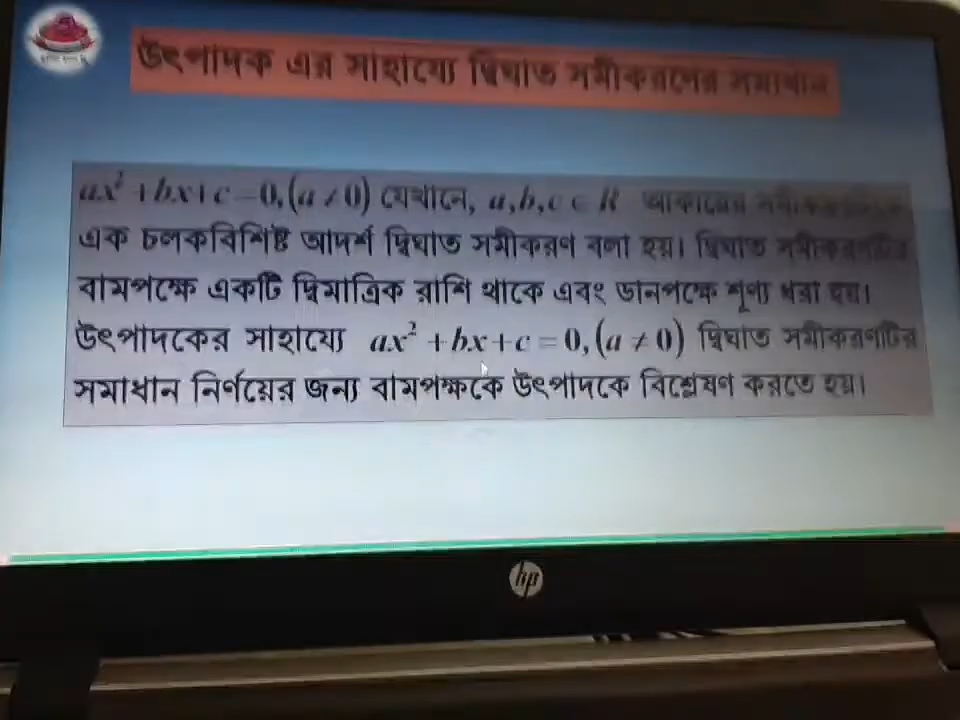 উৎপাদক এর সাহায্যে দ্বিঘাত সমীকরণের সমাধান
ax² + bx + c = 0, (a ≠ 0) যেখানে, a,b,c ∈ R আকারের
এক চলকবিশিষ্ট আদর্শ দ্বিঘাত সমীকরণ বলা হয়। দ্বিঘাত সমীকরণটির
বামপক্ষে একটি দ্বিমাত্রিক রাশি থাকে এবং ডানপক্ষে শূণ্য ধরা হয়।
উৎপাদকের সাহায্যে ax² + bx + c = 0, (a ≠ 0) দ্বিঘাত সমীকরণটির
সমাধান নির্ণয়ের জন্য বামপক্ষকে উৎপাদকে বিশ্লেষণ করতে হয়।
hp